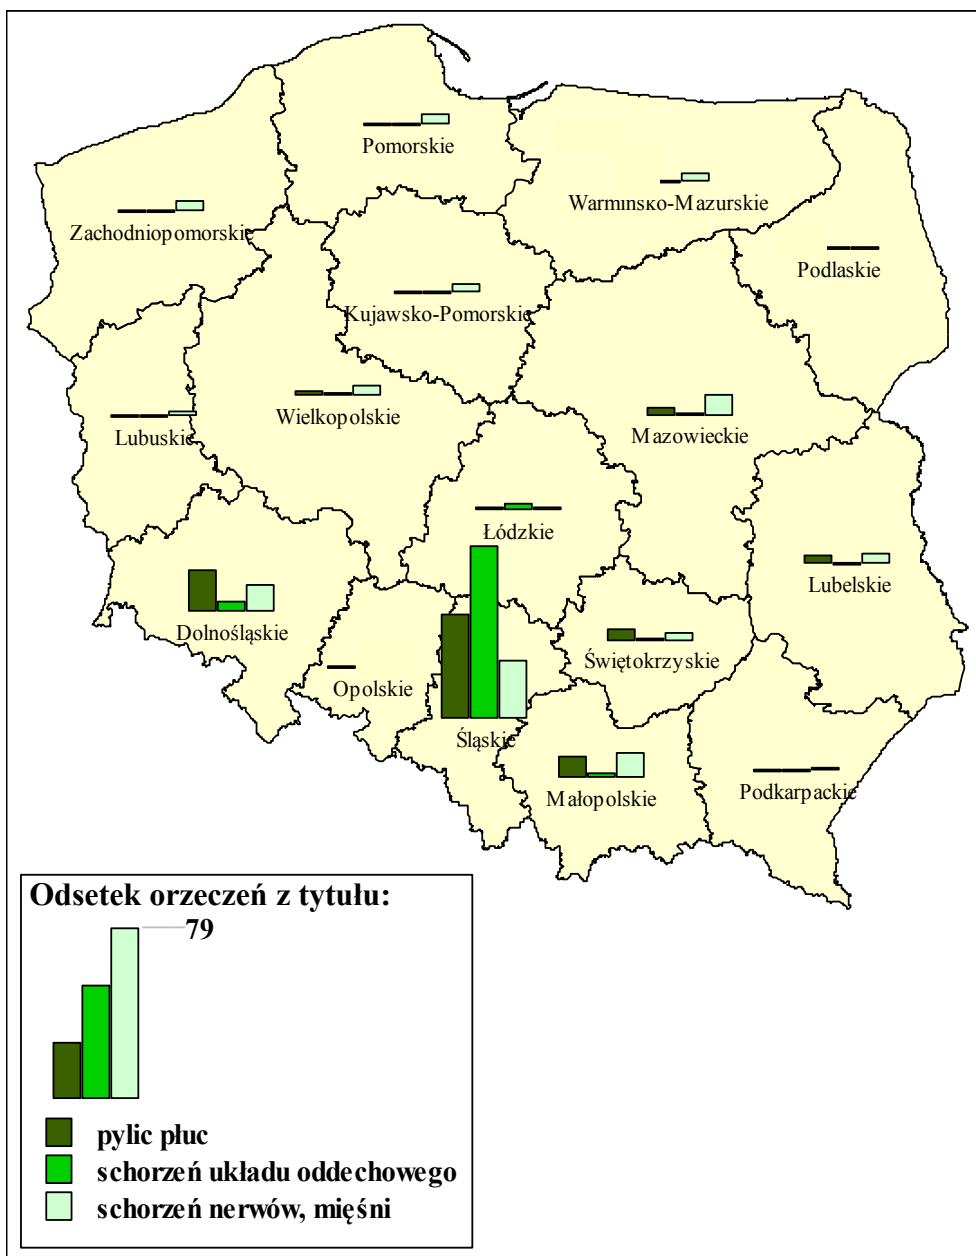 Pomorskie
Warmińsko-Mazurskie
Zachodniopomorskie
Podlaskie
Kujawsko-Pomorskie
Wielkopolskie
Mazowieckie
Lubuskie
Łódzkie
Lubelskie
Dolnośląskie
Świętokrzyskie
Opolskie
Śląskie
Małopolskie
Podkarpackie
Odsetek orzeczeń z tytułu:
79
pylic płuc
schorzeń układu oddechowego
schorzeń nerwów, mięśni